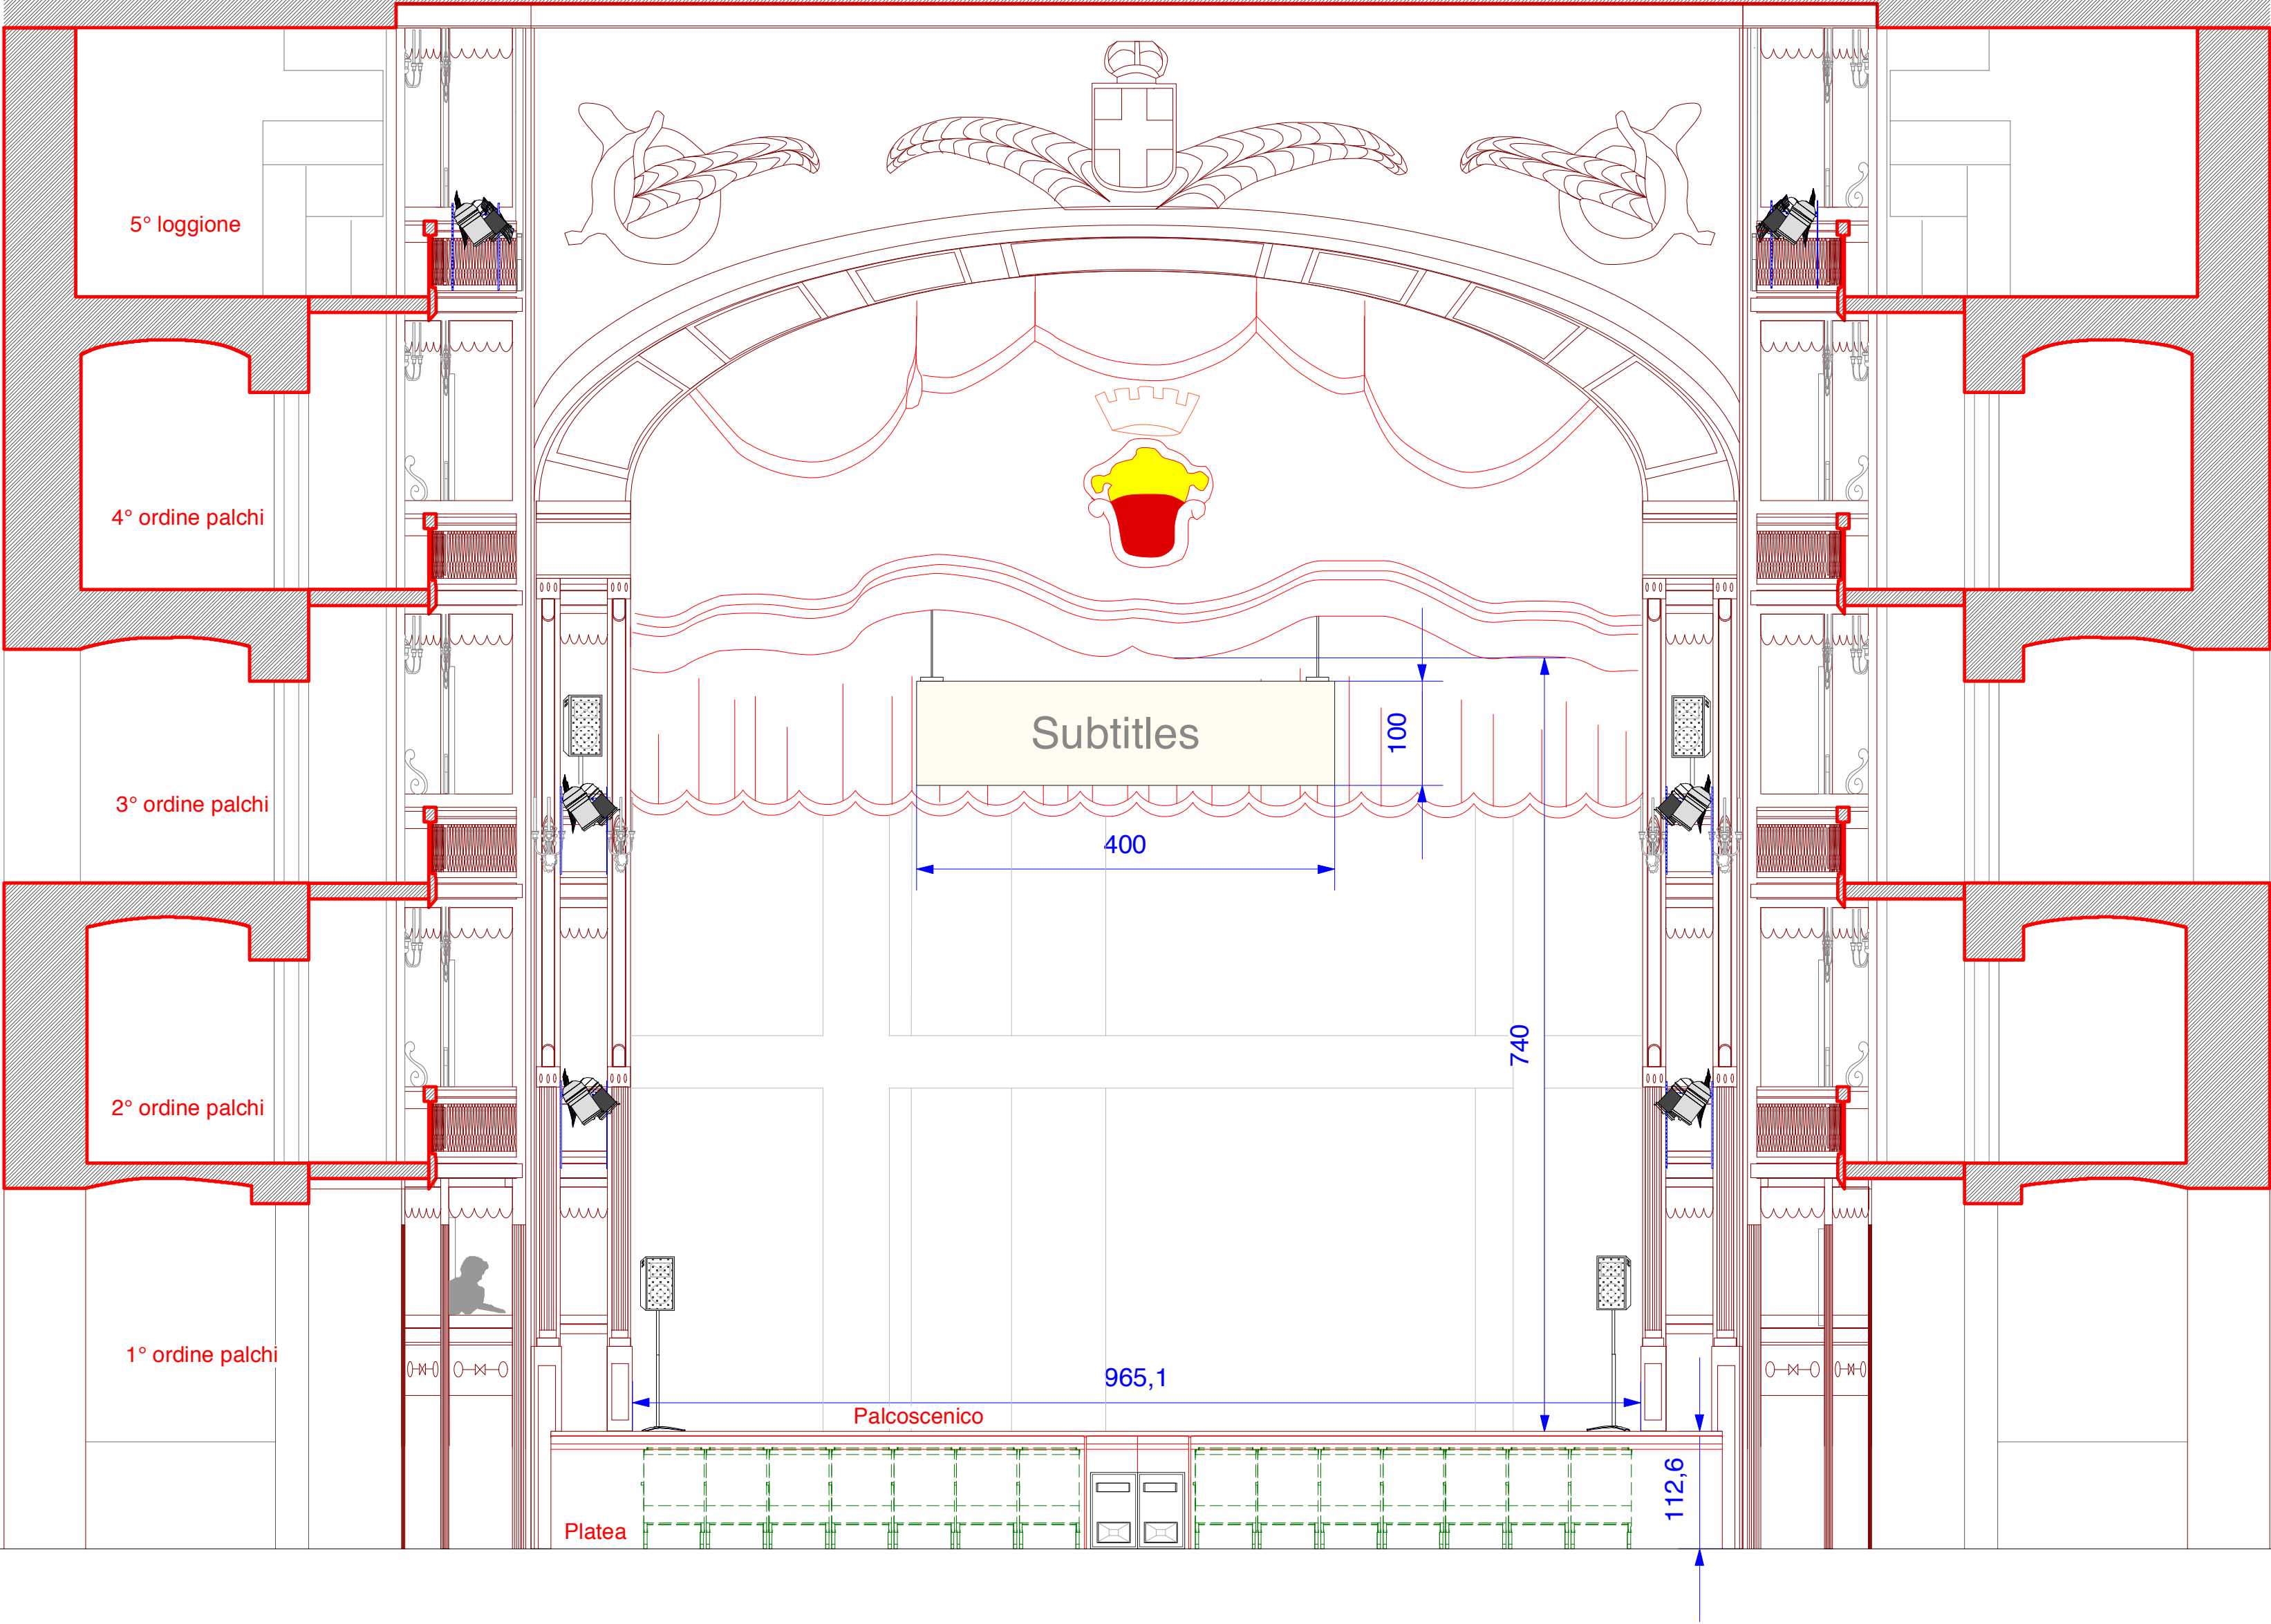 5° loggione
4° ordine palchi
Subtitles
100
3° ordine palchi
400
740
2° ordine palchi
1° ordine palchi
965,1
Palcoscenico
112,6
Platea